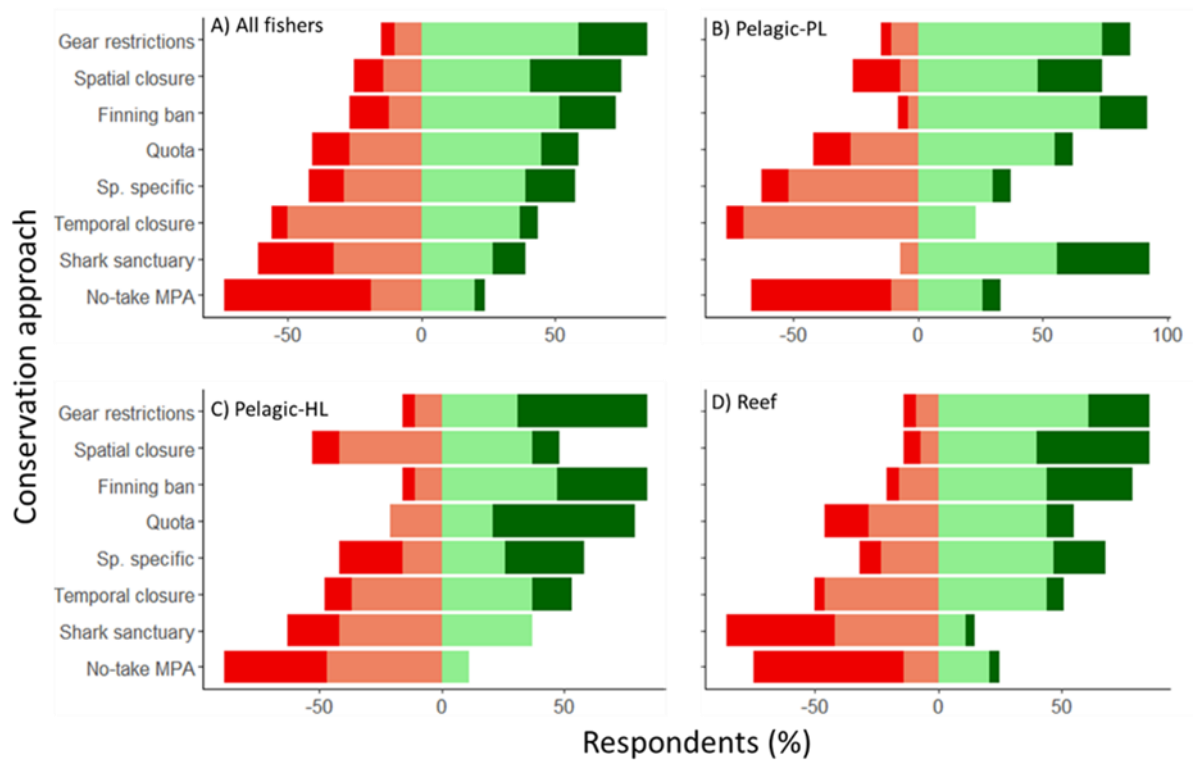 Conservation approach
A) All fishers
Gear restrictions
Spatial closure
Finning ban
Quota
Sp. specific
Temporal closure
Shark sanctuary
No-take MPA
-50 0 50
B) Pelagic-PL
-50 0 50 100
C) Pelagic-HL
Gear restrictions
Spatial closure
Finning ban
Quota
Sp. specific
Temporal closure
Shark sanctuary
No-take MPA
-50 0 50
D) Reef
-50 0 50
Respondents (%)